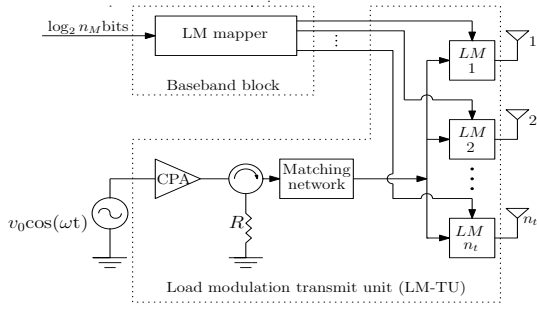 log₂ n_M bits
LM mapper
Baseband block
LM
1
1
LM
2
2
CPA
Matching
network
v₀cos(ωt)
R
LM
n_t
n_t
Load modulation transmit unit (LM-TU)